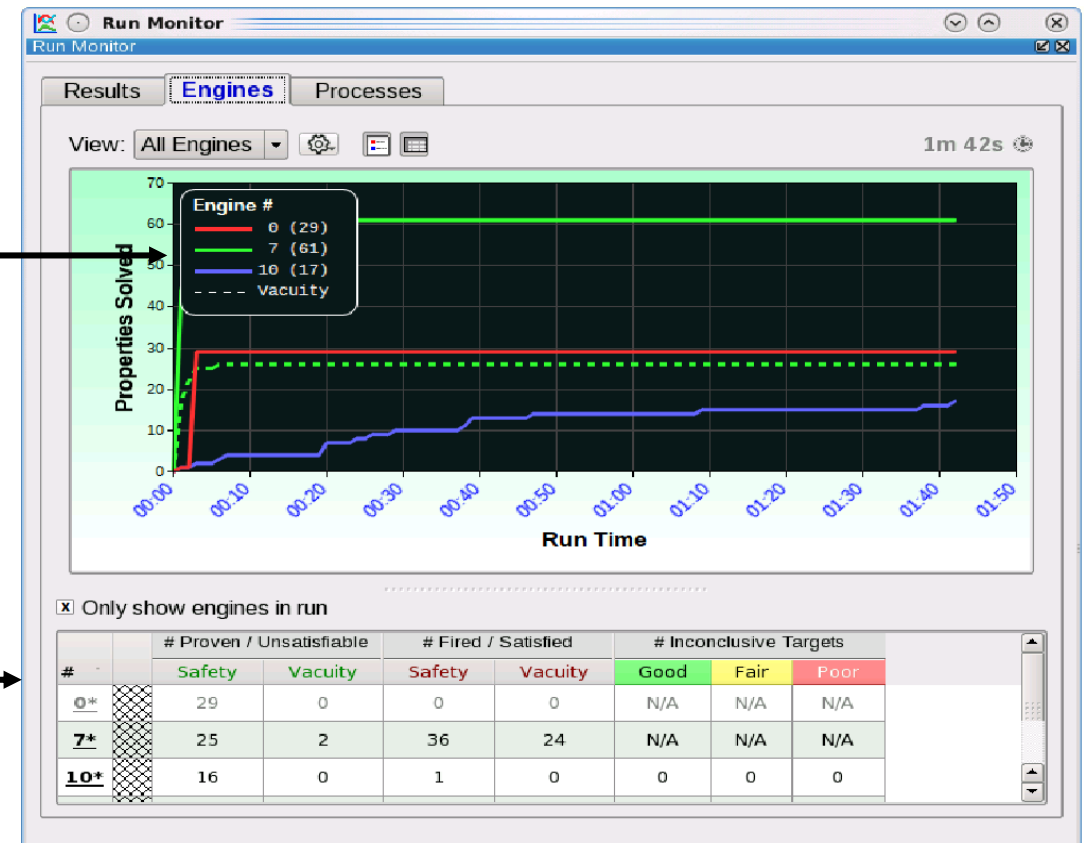 Run Monitor
Run Monitor
Results Engines Processes
View: All Engines 1m 42s
Properties Solved
70
60
50
40
30
20
10
0
Engine #
0 (29)
7 (61)
10 (17)
Vacuity
00:00 00:10 00:20 00:30 00:40 00:50 01:00 01:10 01:20 01:30 01:40 01:50
Run Time
x Only show engines in run
# Proven / Unsatisfiable # Fired / Satisfied # Inconclusive Targets
# Safety Vacuity Safety Vacuity Good Fair Poor
0* 29 0 0 0 N/A N/A N/A
7* 25 2 36 24 N/A N/A N/A
10* 16 0 1 0 0 0 0